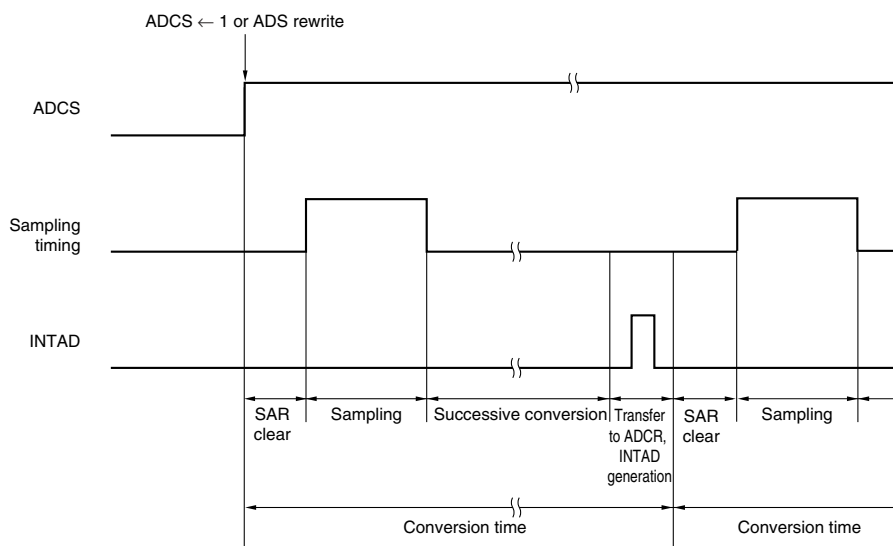 ADCS ← 1 or ADS rewrite
ADCS
Sampling
timing
INTAD
SAR
clear
Sampling
Successive conversion
Transfer
to ADCR,
INTAD
generation
SAR
clear
Sampling
Conversion time
Conversion time